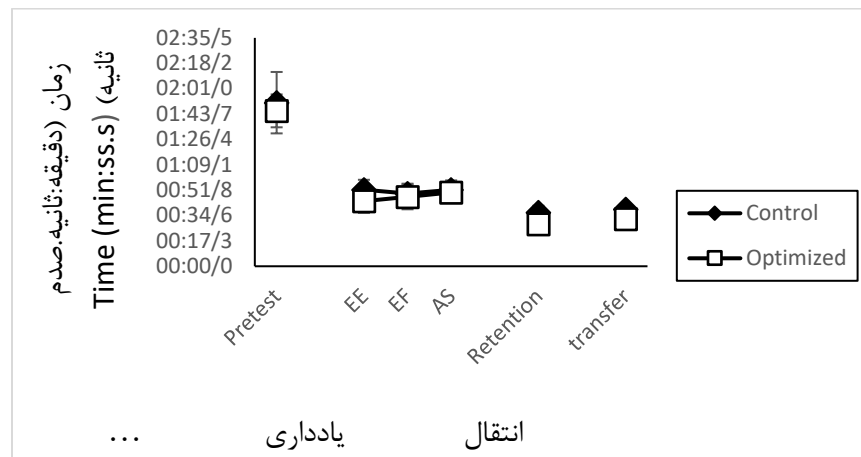 02:35/5
02:18/2
02:01/0
01:43/7
01:26/4
01:09/1
00:51/8
00:34/6
00:17/3
00:00/0
زمان (دقیقه:ثانیه.صدم
ثانیه) Time (min:ss.s)
Pretest
EE
EF
AS
Retention
transfer
Control
Optimized
... یادداری انتقال